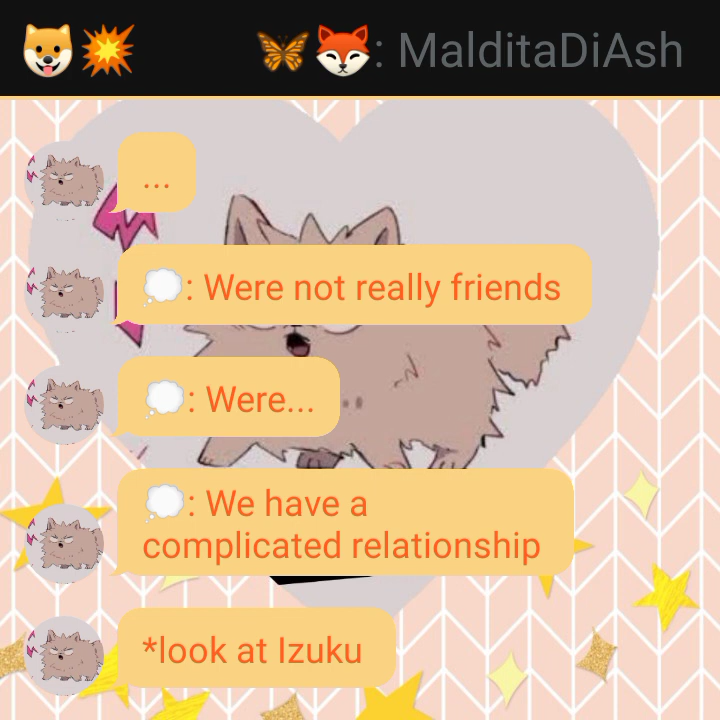 🐶💥 🦋🦊: MalditaDiAsh
...
💭: Were not really friends
💭: Were...
💭: We have a
complicated relationship
*look at Izuku